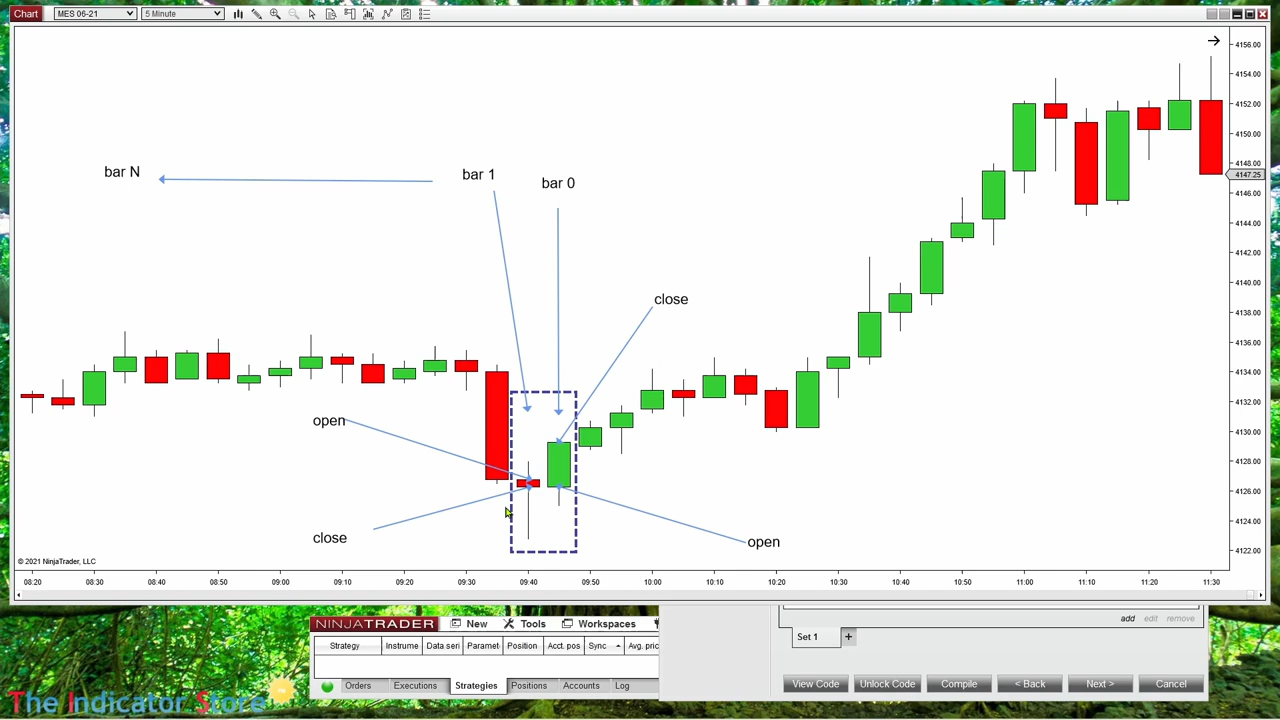 Chart MES 06-21 5 Minute
4156.00
4154.00
4152.00
4150.00
4148.00
4147.25
4146.00
4144.00
4142.00
4140.00
4138.00
4136.00
4134.00
4132.00
4130.00
4128.00
4126.00
4124.00
4122.00
bar N
bar 1
bar 0
close
open
close
open
© 2021 NinjaTrader, LLC
08:20 08:30 08:40 08:50 09:00 09:10 09:20 09:30 09:40 09:50 10:00 10:10 10:20 10:30 10:40 10:50 11:00 11:10 11:20 11:30
NINJATRADER New Tools Workspaces
Strategy Instrume Data seri Paramet Position Acct. pos Sync Avg. pric
Orders Executions Strategies Positions Accounts Log
add edit remove
Set 1 +
View Code Unlock Code Compile < Back Next > Cancel
The Indicator Store